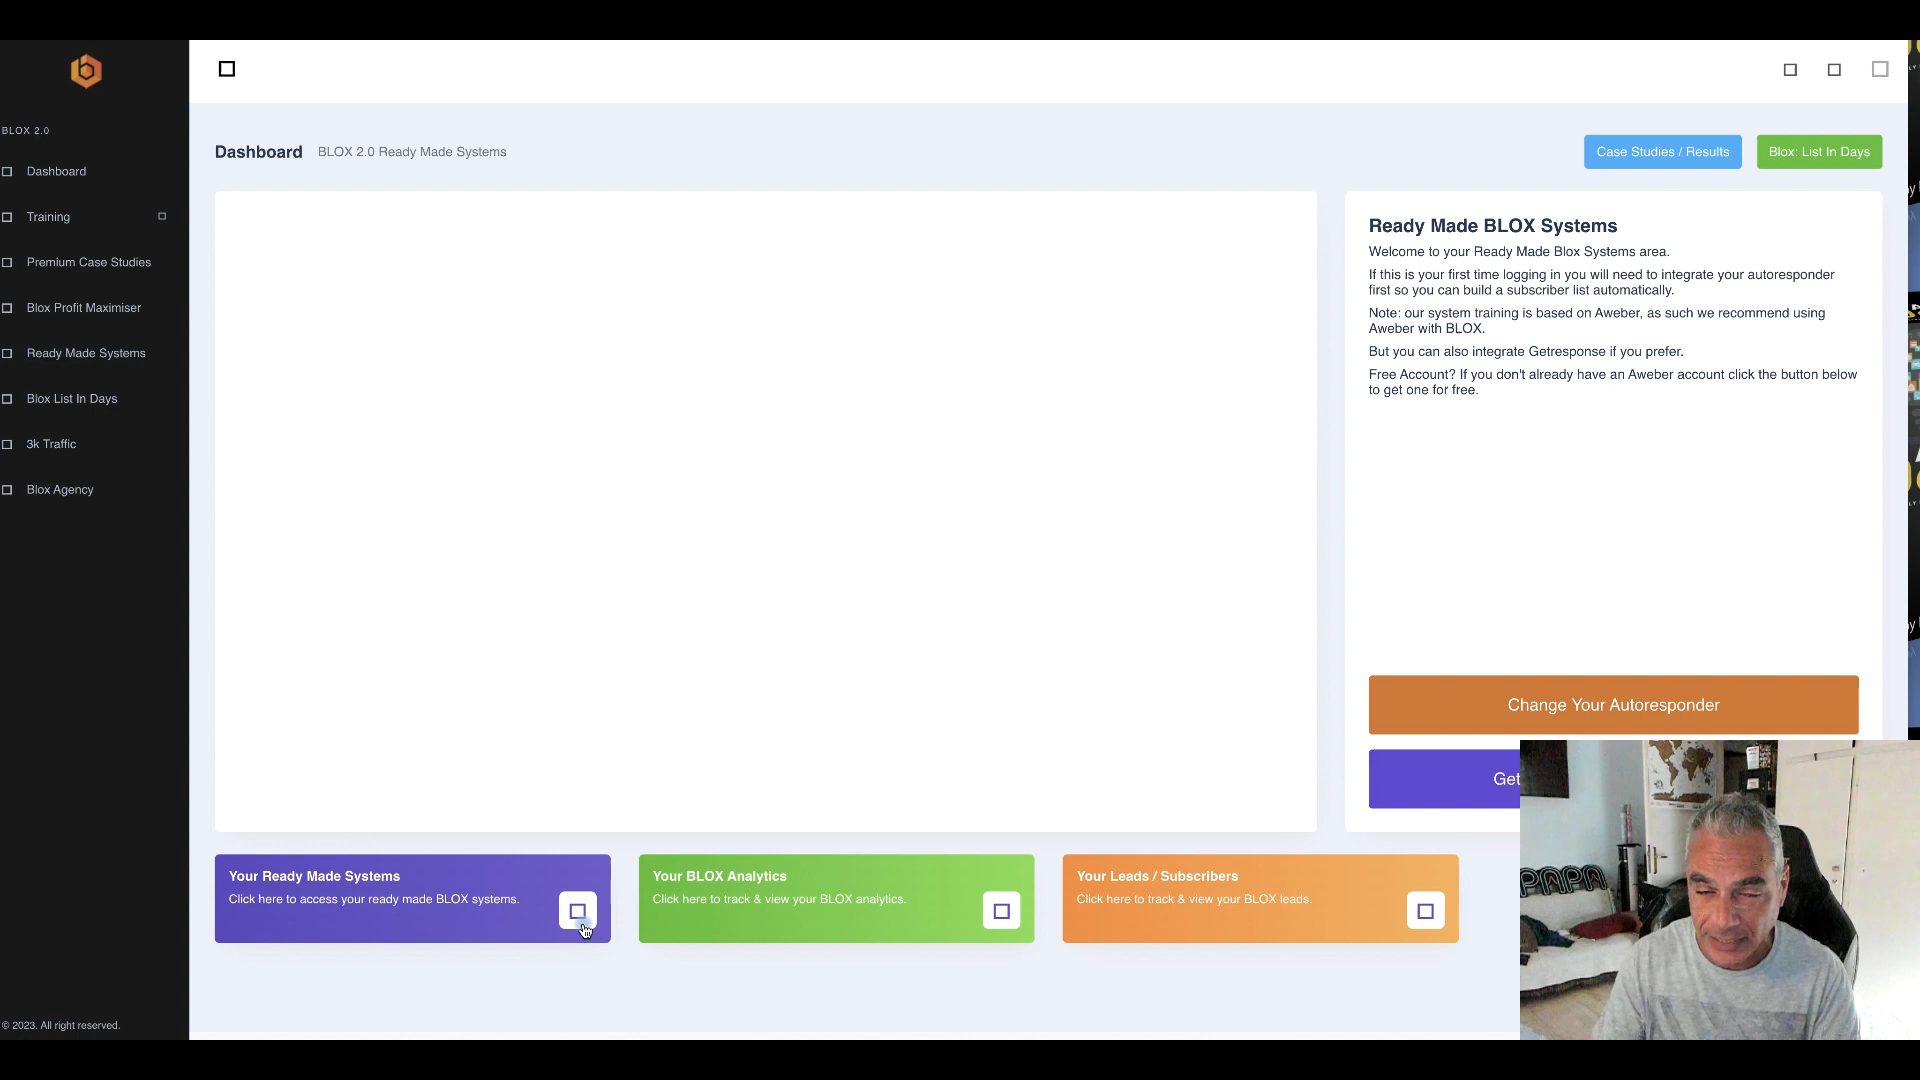 BLOX 2.0
Dashboard
Training
Premium Case Studies
Blox Profit Maximiser
Ready Made Systems
Blox List In Days
3k Traffic
Blox Agency
© 2023. All right reserved.
Dashboard BLOX 2.0 Ready Made Systems
Case Studies / Results
Blox: List In Days
Ready Made BLOX Systems
Welcome to your Ready Made Blox Systems area.
If this is your first time logging in you will need to integrate your autoresponder
first so you can build a subscriber list automatically.
Note: our system training is based on Aweber, as such we recommend using
Aweber with BLOX.
But you can also integrate Getresponse if you prefer.
Free Account? If you don't already have an Aweber account click the button below
to get one for free.
Change Your Autoresponder
Get
Your Ready Made Systems
Click here to access your ready made BLOX systems.
Your BLOX Analytics
Click here to track & view your BLOX analytics.
Your Leads / Subscribers
Click here to track & view your BLOX leads.
PAPA